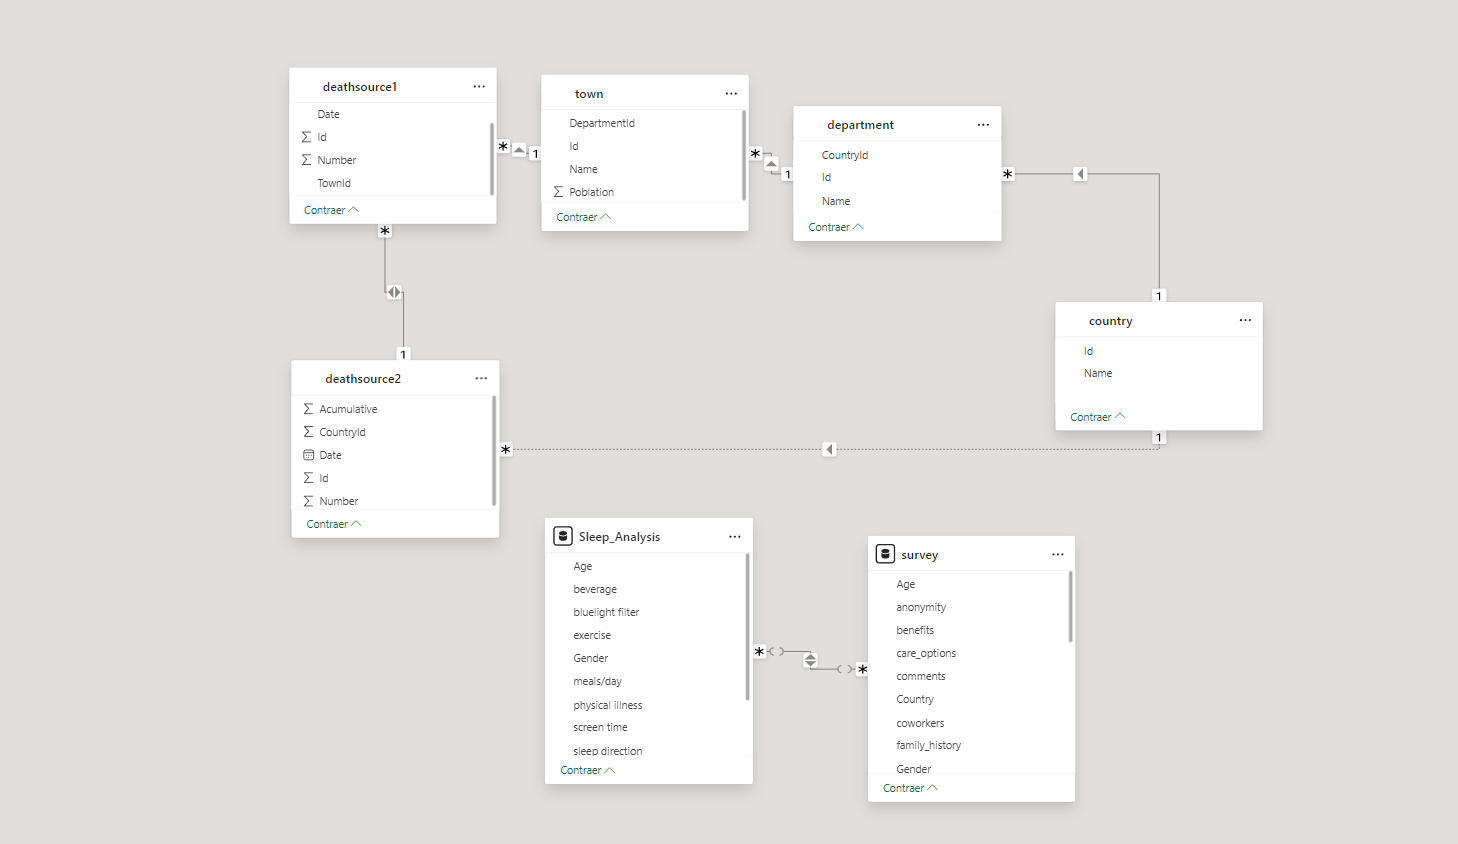 deathsource1
Date
Id
Number
TownId
Contraer
town
DepartmentId
Id
Name
Poblation
Contraer
department
CountryId
Id
Name
Contraer
country
Id
Name
Contraer
deathsource2
Acumulative
CountryId
Date
Id
Number
Contraer
Sleep_Analysis
Age
beverage
bluelight filter
exercise
Gender
meals/day
physical illness
screen time
sleep direction
Contraer
survey
Age
anonymity
benefits
care_options
comments
Country
coworkers
family_history
Gender
Contraer
* 1
* 1
* 1
* 1
* 1
* *